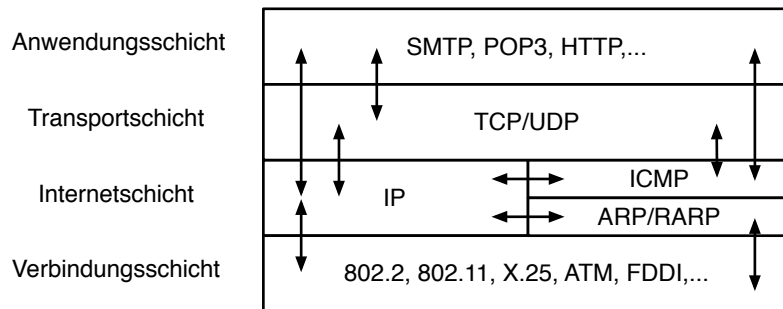 Anwendungsschicht
SMTP, POP3, HTTP,...
Transportschicht
TCP/UDP
Internetschicht
IP
ICMP
ARP/RARP
Verbindungsschicht
802.2, 802.11, X.25, ATM, FDDI,...